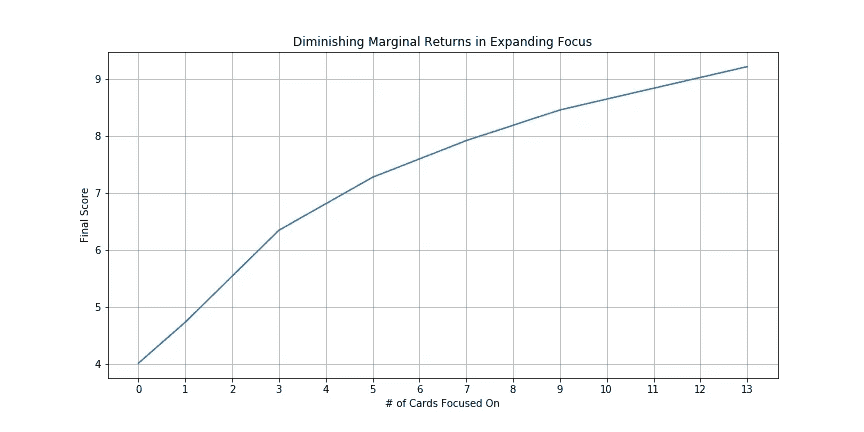 Diminishing Marginal Returns in Expanding Focus
9
8
7
6
5
4
Final Score
0 1 2 3 4 5 6 7 8 9 10 11 12 13
# of Cards Focused On